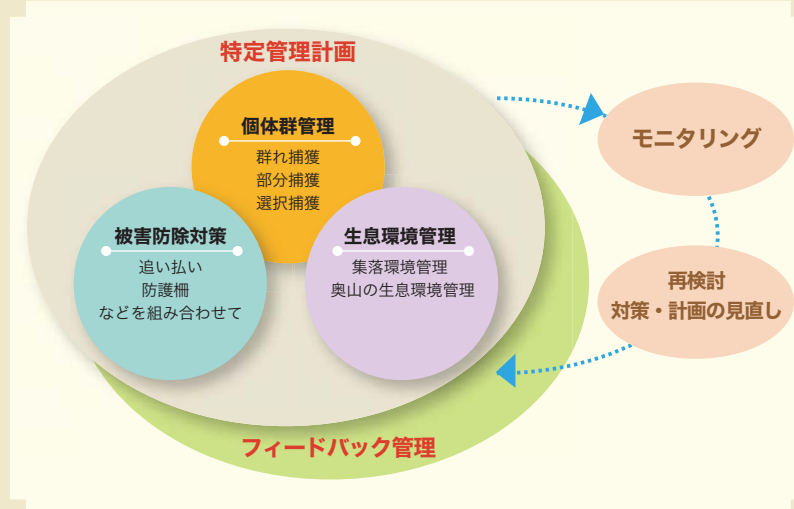 特定管理計画
個体群管理
群れ捕獲
部分捕獲
選択捕獲
被害防除対策
追い払い
防護柵
などを組み合わせて
生息環境管理
集落環境管理
奥山の生息環境管理
モニタリング
再検討
対策・計画の見直し
フィードバック管理